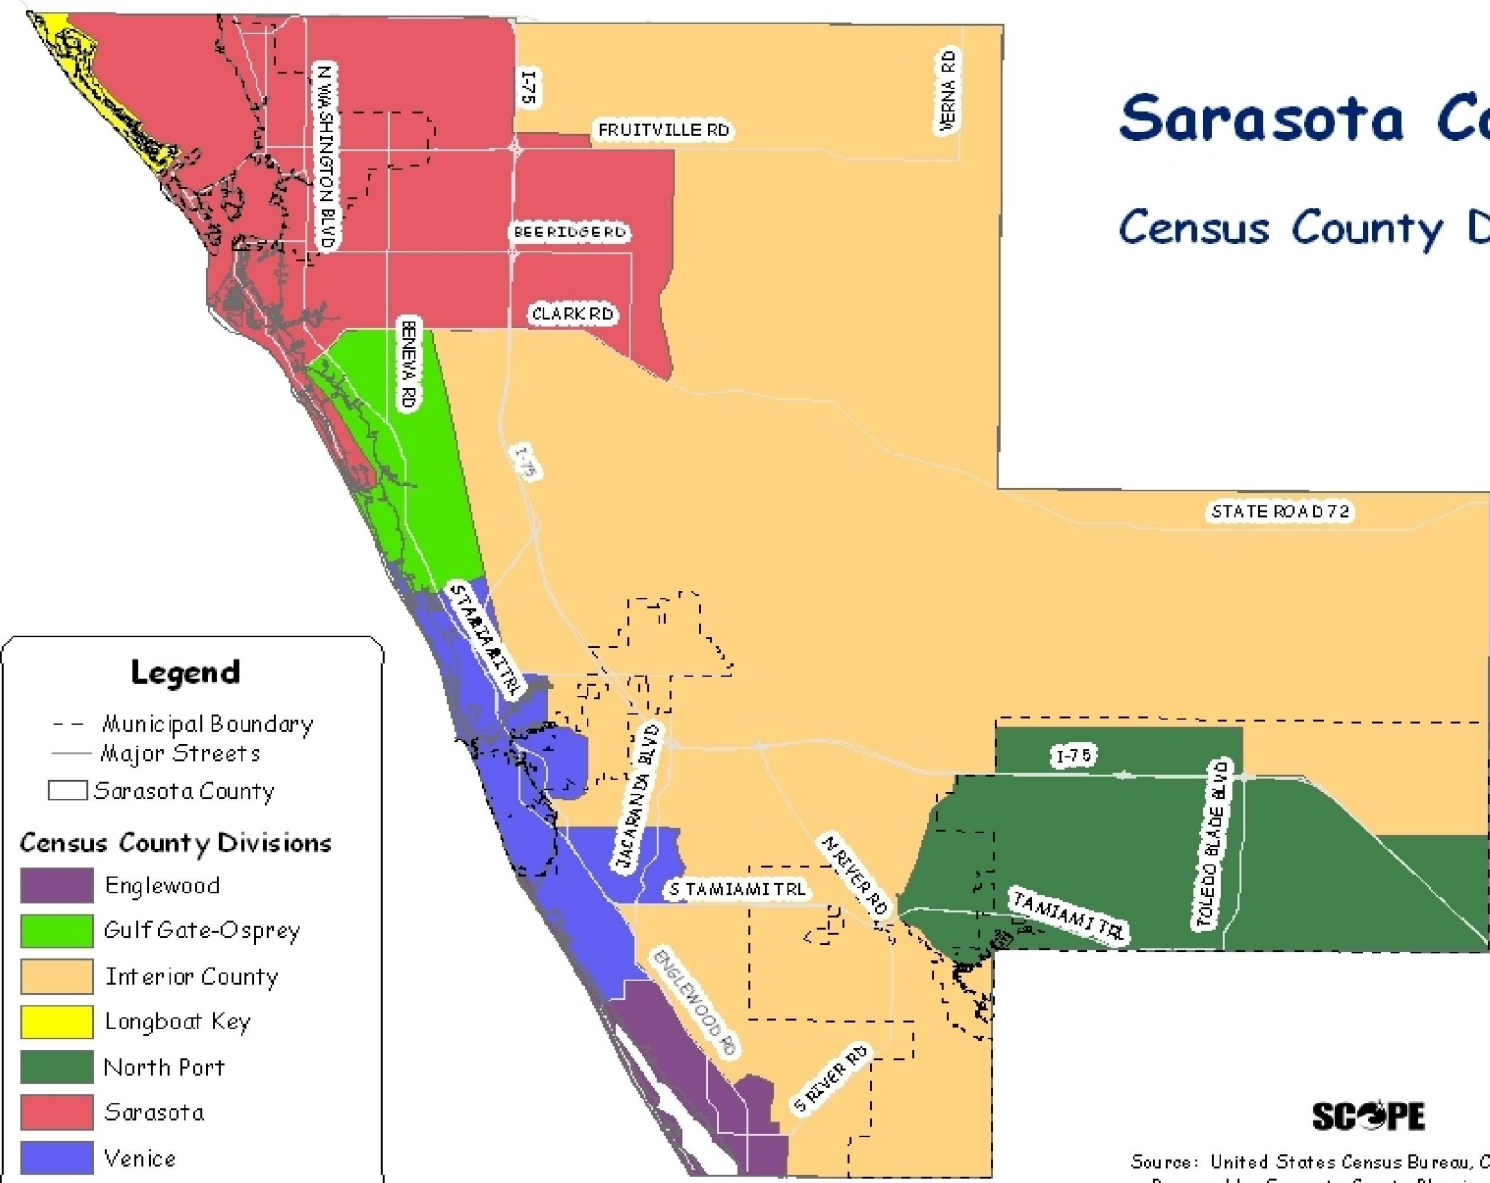 Sarasota Co
Census County D
N WASHINGTON BLVD
I-75
VERNA RD
FRUITVILLE RD
BEE RIDGE RD
CLARK RD
BENEVA RD
I-75
STATE ROAD 72
S TAMIAMI TRL
JACARANDA BLVD
I-75
TOLEDO BLADE BLVD
N RIVER RD
S TAMIAMI TRL
TAMIAMI TRL
ENGLEWOOD RD
S RIVER RD
Legend
Municipal Boundary
Major Streets
Sarasota County
Census County Divisions
Englewood
Gulf Gate-Osprey
Interior County
Longboat Key
North Port
Sarasota
Venice
SCOPE
Source: United States Census Bureau, C